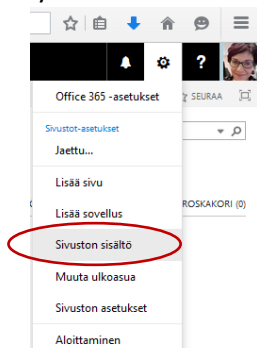 ?
Office 365 -asetukset
SEURAA
Sivustot-asetukset
Jaettu...
Lisää sivu
Lisää sovellus
ROSKAKORI (0)
Sivuston sisältö
Muuta ulkoasua
Sivuston asetukset
Aloittaminen